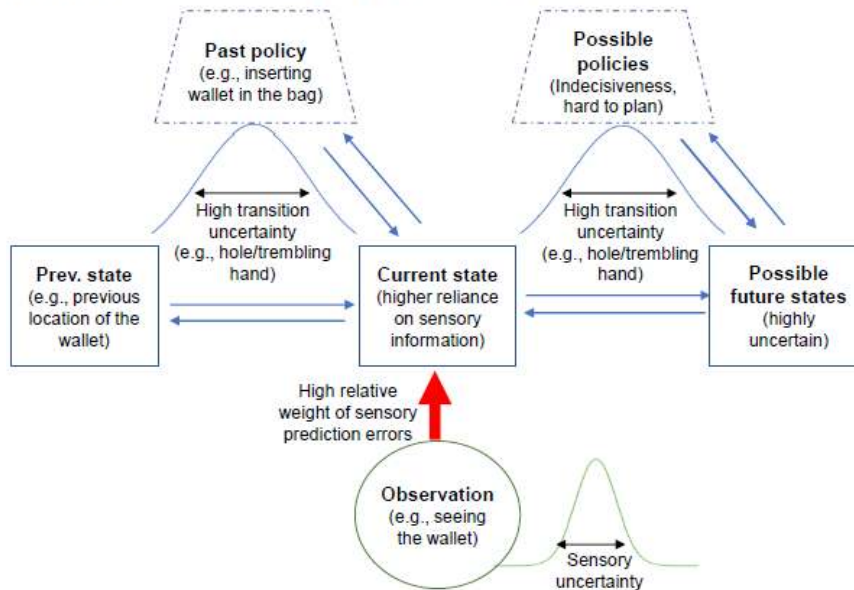 Past policy
(e.g., inserting
wallet in the bag)
Possible
policies
(Indecisiveness,
hard to plan)
High transition
uncertainty
(e.g., hole/trembling
hand)
High transition
uncertainty
(e.g., hole/trembling
hand)
Prev. state
(e.g., previous
location of the
wallet)
Current state
(higher reliance
on sensory
information)
Possible
future states
(highly
uncertain)
High relative
weight of sensory
prediction errors
Observation
(e.g., seeing
the wallet)
Sensory
uncertainty